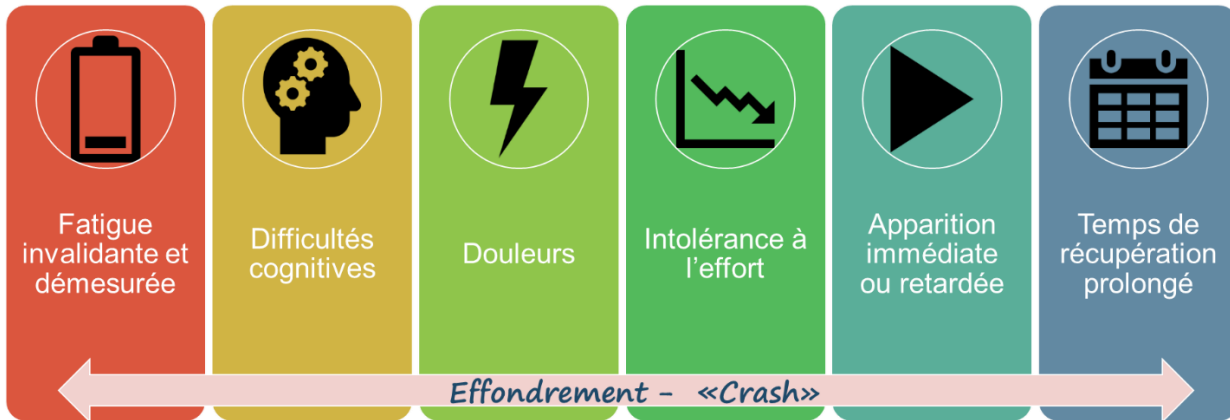 Fatigue
invalidante et
démesurée
Difficultés
cognitives
Douleurs
Intolérance à
l’effort
Apparition
immédiate
ou retardée
Temps de
récupération
prolongé
Effondrement - «Crash»